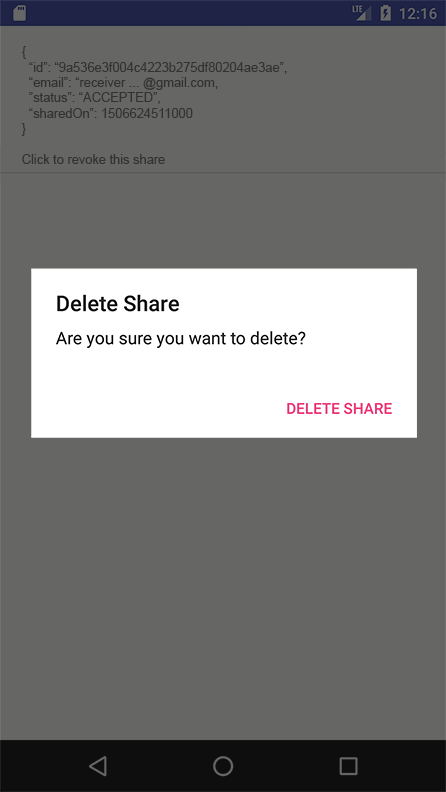 LTE 12:16
{
“id”: “9a536e3f004c4223b275df80204ae3ae”,
“email”: “receiver ... @gmail.com,
”status”: “ACCEPTED”,
“sharedOn”: 1506624511000
}
Click to revoke this share
Delete Share
Are you sure you want to delete?
DELETE SHARE